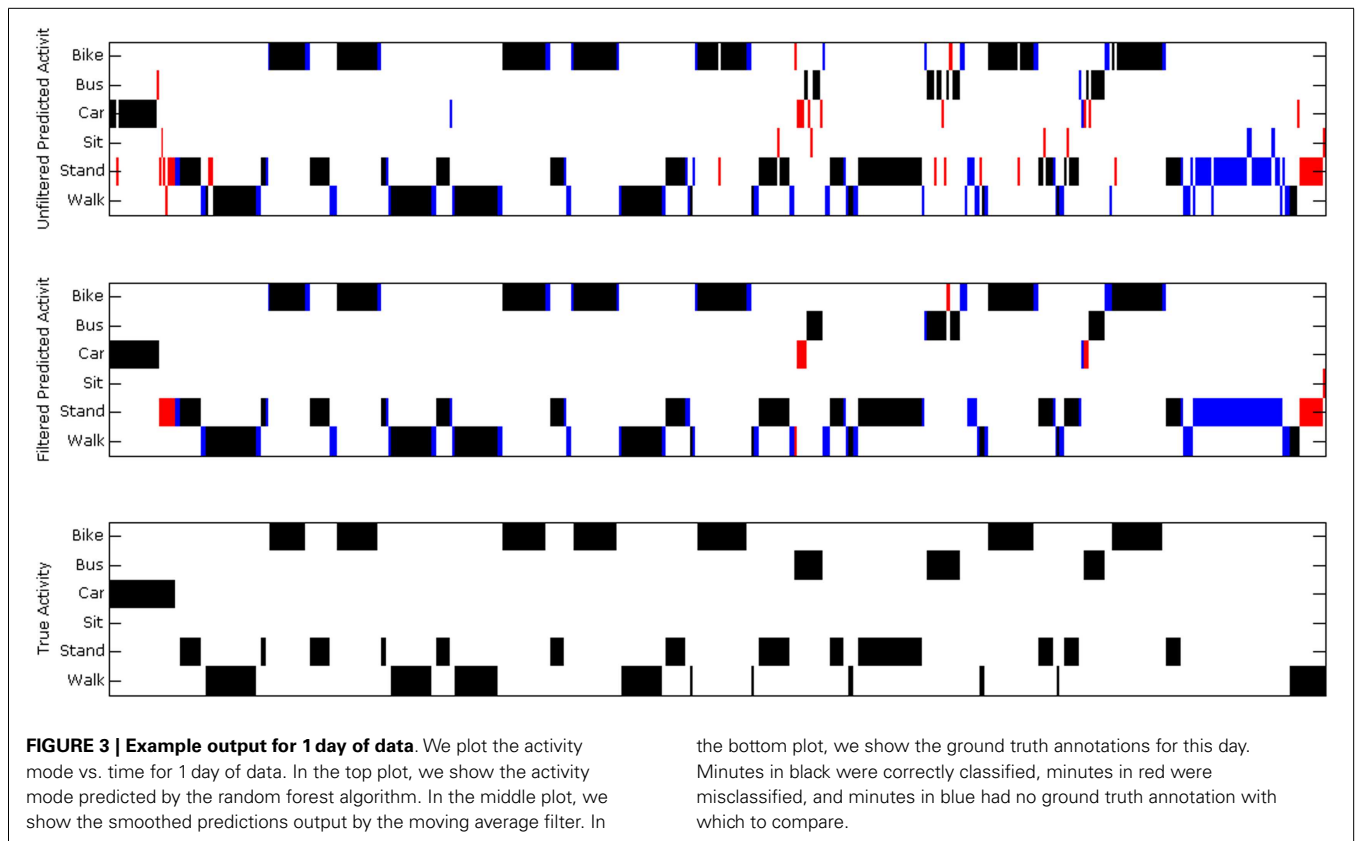 Unfiltered Predicted Activit
Bike
Bus
Car
Sit
Stand
Walk
Filtered Predicted Activit
Bike
Bus
Car
Sit
Stand
Walk
True Activity
Bike
Bus
Car
Sit
Stand
Walk
FIGURE 3 | Example output for 1 day of data. We plot the activity
mode vs. time for 1 day of data. In the top plot, we show the activity
mode predicted by the random forest algorithm. In the middle plot, we
show the smoothed predictions output by the moving average filter. In
the bottom plot, we show the ground truth annotations for this day.
Minutes in black were correctly classified, minutes in red were
misclassified, and minutes in blue had no ground truth annotation with
which to compare.